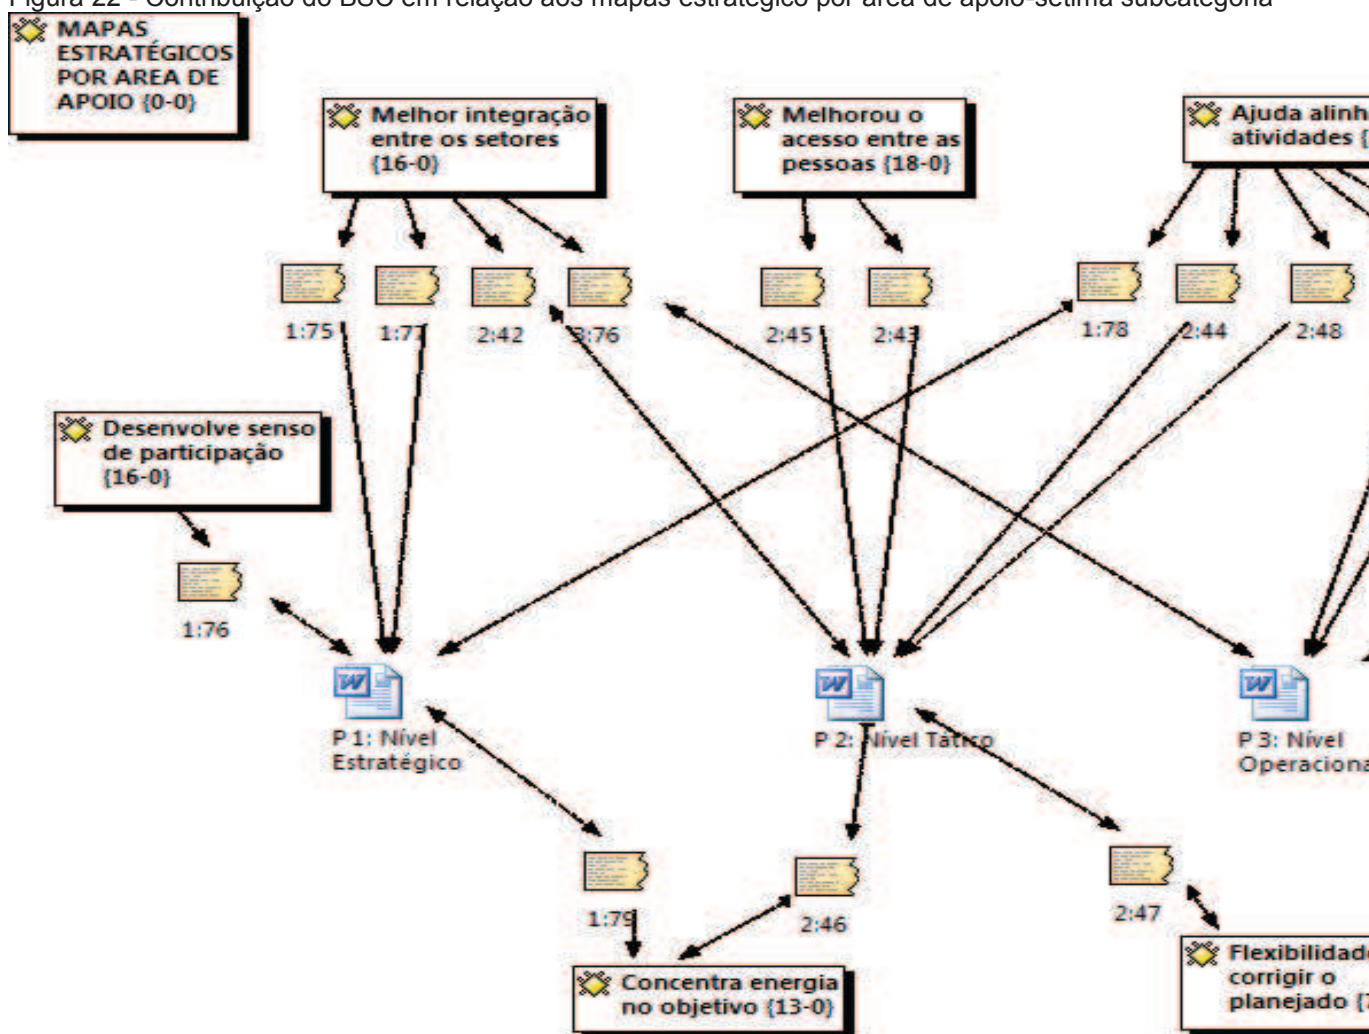 Figura 22 - Contribuição do BSC em relação aos mapas estratégico por área de apoio-sétima subcategoria
MAPAS
ESTRATÉGICOS
POR AREA DE
APOIO {0-0}
Melhor integração
entre os setores
{16-0}
Melhorou o
acesso entre as
pessoas {18-0}
Ajuda alinh
atividades {
1:75
1:77
2:42
3:76
2:45
2:43
1:78
2:44
2:48
Desenvolve senso
de participação
{16-0}
1:76
P 1: Nível
Estratégico
P 2: Nível Tático
P 3: Nível
Operaciona
1:79
2:46
2:47
Concentra energia
no objetivo {13-0}
Flexibilidade
corrigir o
planejado {7